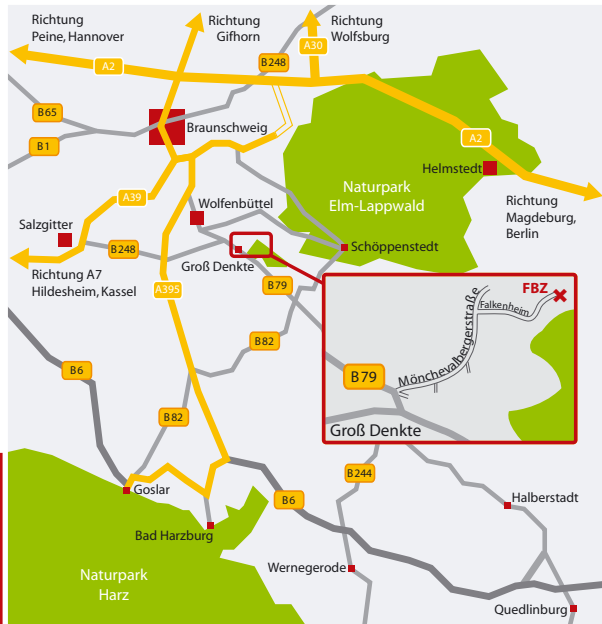 Richtung
Peine, Hannover
Richtung
Gifhorn
Richtung
Wolfsburg
A30
A2
B248
B65
B1
Braunschweig
A2
Helmstedt
A39
Naturpark
Elm-Lappwald
Richtung
Magdeburg,
Berlin
Wolfenbüttel
Salzgitter
B248
Groß Denkte
Schöppenstedt
Richtung A7
Hildesheim, Kassel
A395
B79
FBZ
Falkenheim
Mönchevalbergerstraße
B82
B6
B79
B82
Groß Denkte
B244
Goslar
B6
Halberstadt
Bad Harzburg
Wernegerode
Naturpark
Harz
Quedlinburg